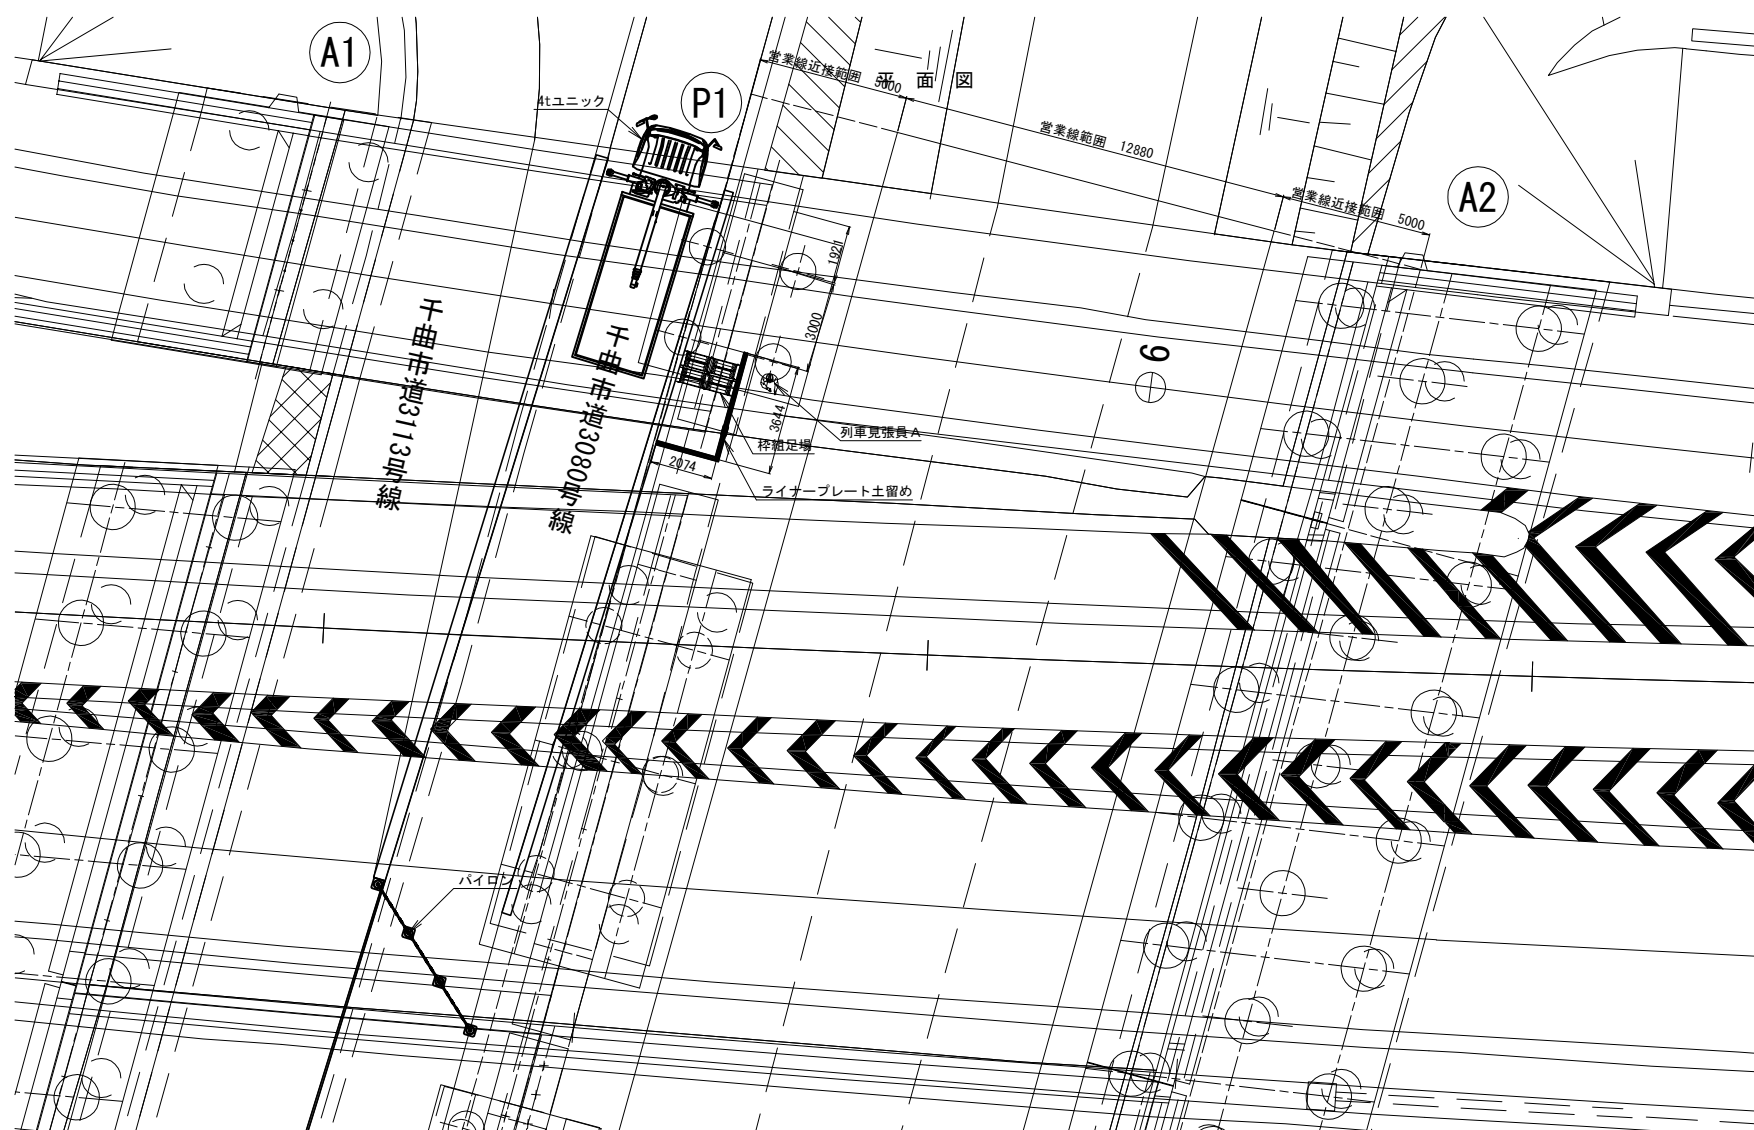 A1
P1
A2
平面図
4tユニック
営業線近接範囲 5000
営業線範囲 12880
営業線近接範囲 5000
1921
3000
3644
2074
列車見張員A
枠組足場
ライナープレート土留め
千曲市道3113号線
千曲市道3080号線
9
パイロン